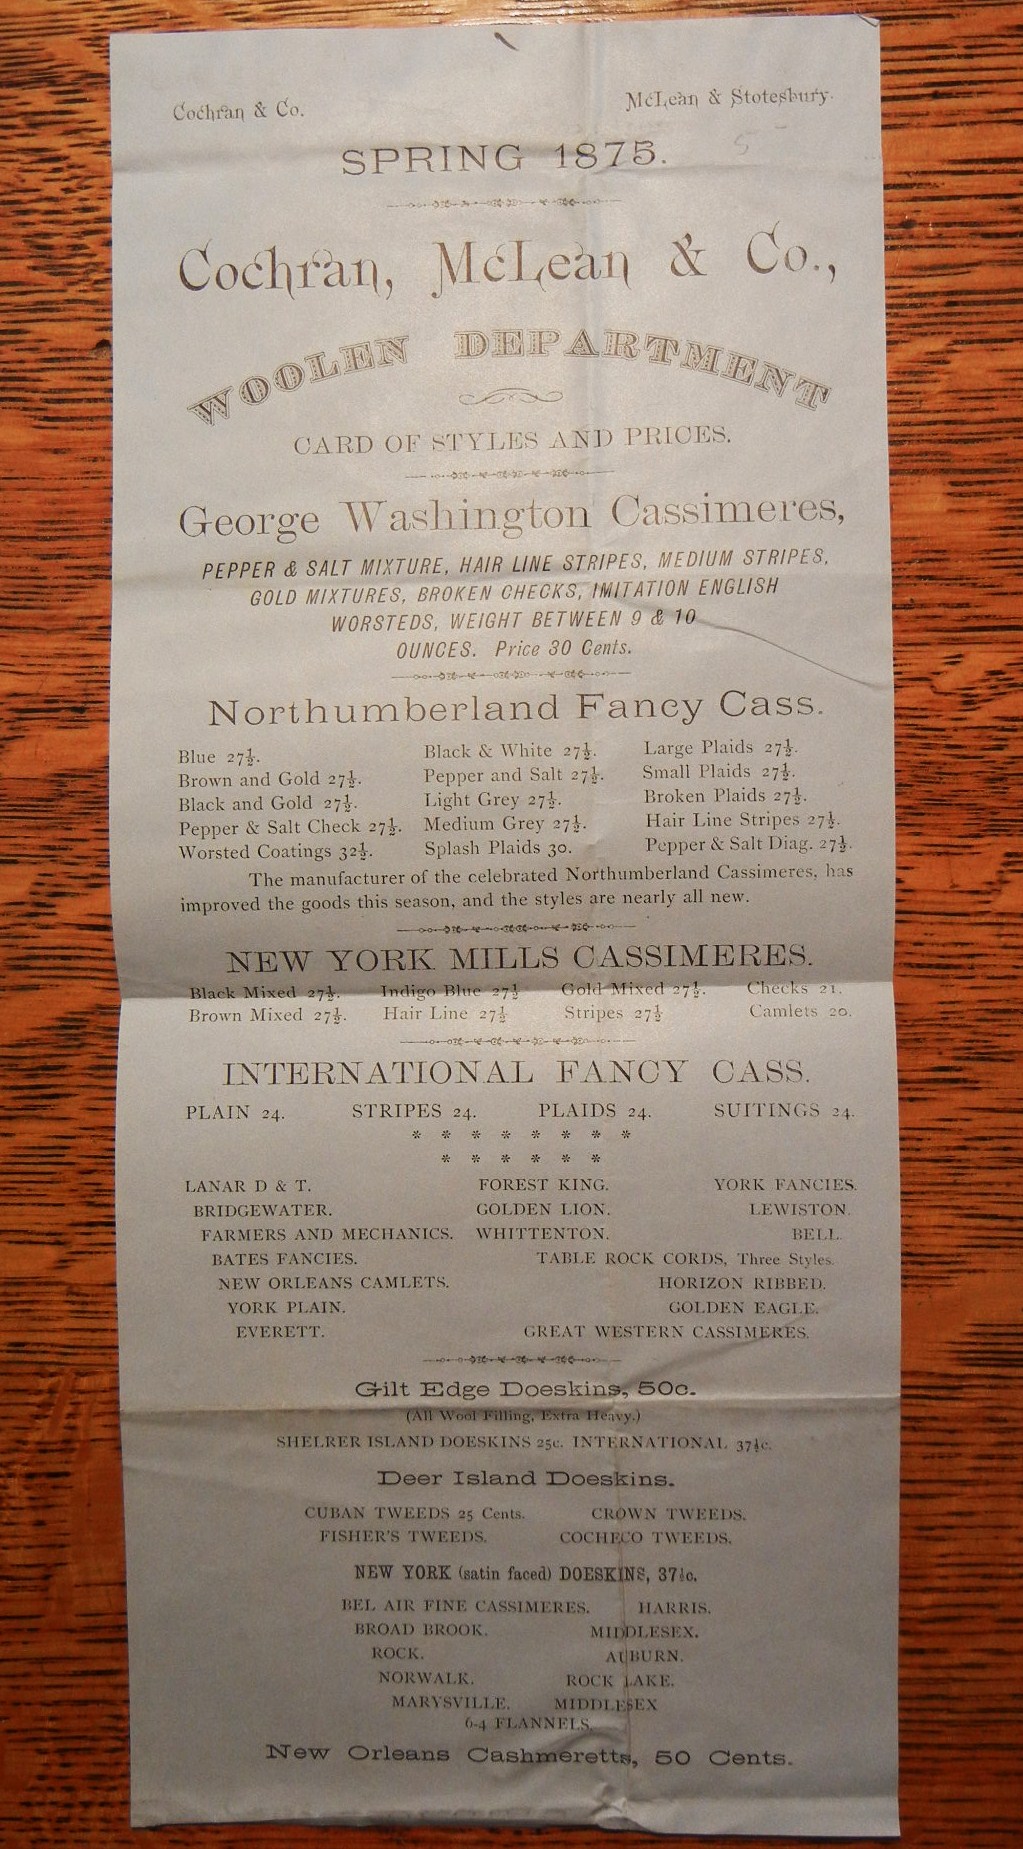 Cochran & Co. McLean & Stotesbury.
SPRING 1875.
Cochran, McLean & Co.,
WOOLEN DEPARTMENT
CARD OF STYLES AND PRICES.
George Washington Cassimeres,
PEPPER & SALT MIXTURE, HAIR LINE STRIPES, MEDIUM STRIPES,
GOLD MIXTURES, BROKEN CHECKS, IMITATION ENGLISH
WORSTEDS, WEIGHT BETWEEN 9 & 10
OUNCES. Price 30 Cents.
Northumberland Fancy Cass.
Blue 27½. Black & White 27½. Large Plaids 27½.
Brown and Gold 27½. Pepper and Salt 27½. Small Plaids 27½.
Black and Gold 27½. Light Grey 27½. Broken Plaids 27½.
Pepper & Salt Check 27½. Medium Grey 27½. Hair Line Stripes 27½.
Worsted Coatings 32½. Splash Plaids 30. Pepper & Salt Diag. 27½.
The manufacturer of the celebrated Northumberland Cassimeres, has
improved the goods this season, and the styles are nearly all new.
NEW YORK MILLS CASSIMERES.
Black Mixed 27½. Indigo Blue 27½ Gold Mixed 27½. Checks 21.
Brown Mixed 27½. Hair Line 27½ Stripes 27½ Camlets 20.
INTERNATIONAL FANCY CASS.
PLAIN 24. STRIPES 24. PLAIDS 24. SUITINGS 24.
* * * * * * * *
* * * * * *
LANAR D & T. FOREST KING. YORK FANCIES.
BRIDGEWATER. GOLDEN LION. LEWISTON.
FARMERS AND MECHANICS. WHITTENTON. BELL.
BATES FANCIES. TABLE ROCK CORDS, Three Styles.
NEW ORLEANS CAMLETS. HORIZON RIBBED.
YORK PLAIN. GOLDEN EAGLE.
EVERETT. GREAT WESTERN CASSIMERES.
Gilt Edge Doeskins, 50c.
(All Wool Filling, Extra Heavy.)
SHELRER ISLAND DOESKINS 25c. INTERNATIONAL 37½c.
Deer Island Doeskins.
CUBAN TWEEDS 25 Cents. CROWN TWEEDS.
FISHER'S TWEEDS. COCHECO TWEEDS.
NEW YORK (satin faced) DOESKINS, 37½c.
BEL AIR FINE CASSIMERES. HARRIS.
BROAD BROOK. MIDDLESEX.
ROCK. AUBURN.
NORWALK. ROCK LAKE.
MARYSVILLE. MIDDLESEX
6-4 FLANNELS.
New Orleans Cashmeretts, 50 Cents.